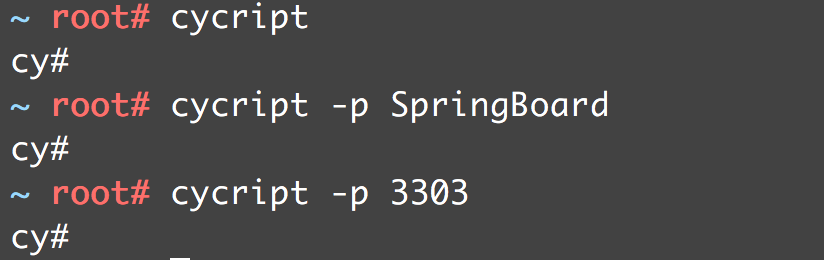 ~ root# cycript
cy#
~ root# cycript -p SpringBoard
cy#
~ root# cycript -p 3303
cy#